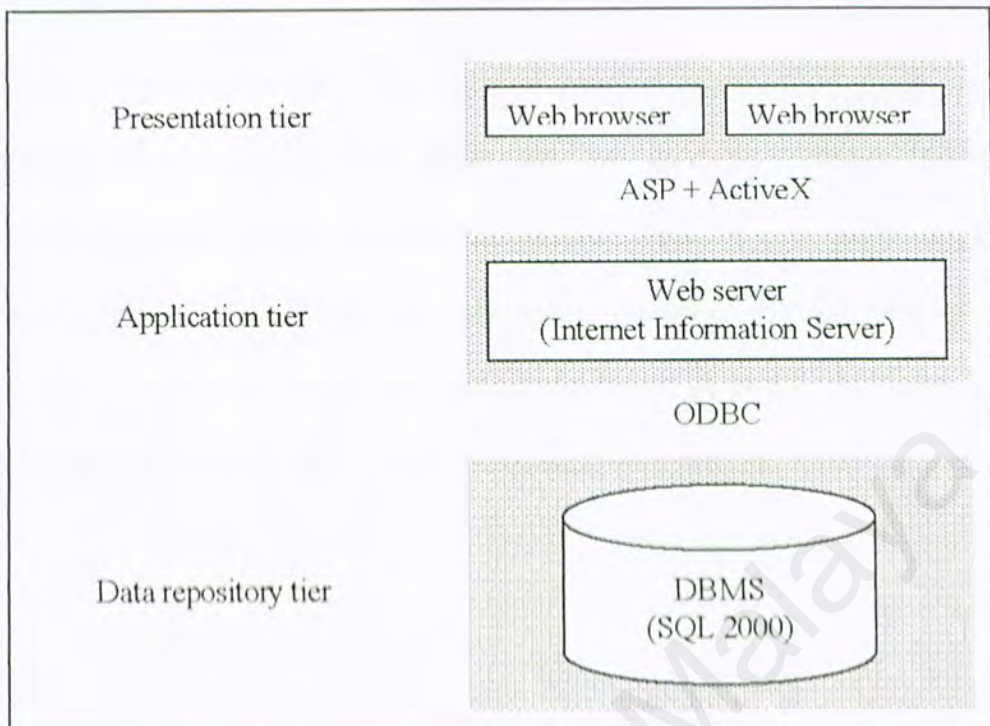 Presentation tier
Web browser
Web browser
ASP + ActiveX
Application tier
Web server
(Internet Information Server)
ODBC
Data repository tier
DBMS
(SQL 2000)
Malaya